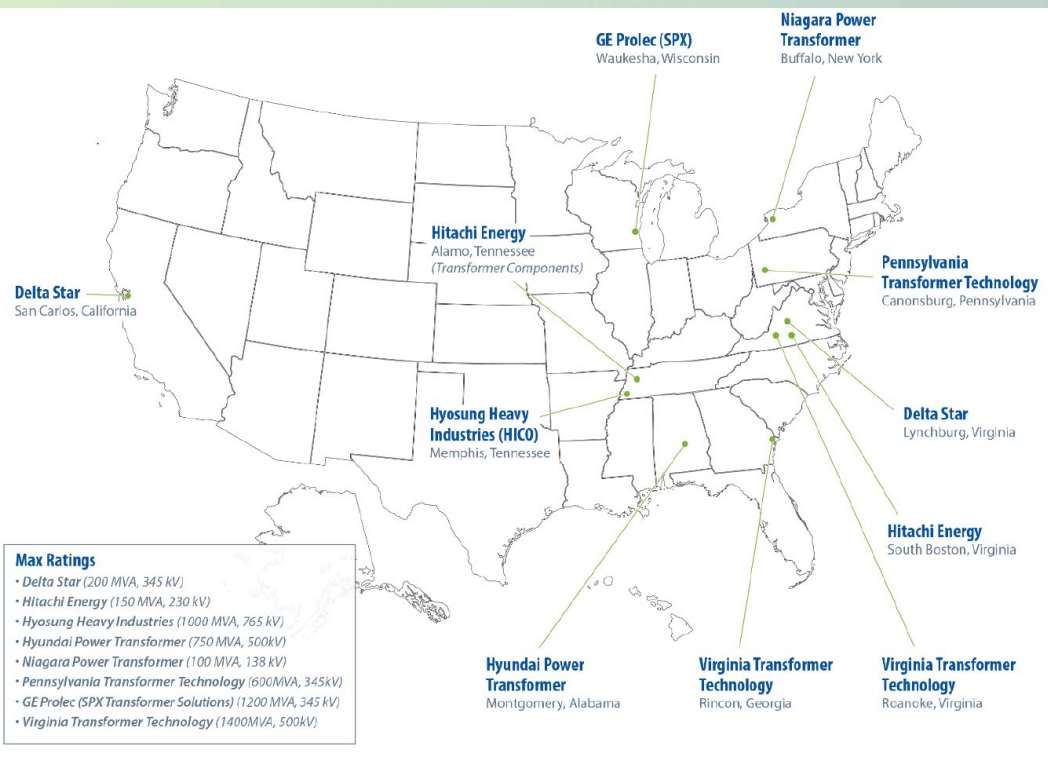 Niagara Power
Transformer
Buffalo, New York
GE Prolec (SPX)
Waukesha, Wisconsin
Hitachi Energy
Alamo, Tennessee
(Transformer Components)
Pennsylvania
Transformer Technology
Canonsburg, Pennsylvania
Delta Star
San Carlos, California
Hyosung Heavy
Industries (HICO)
Memphis, Tennessee
Delta Star
Lynchburg, Virginia
Hitachi Energy
South Boston, Virginia
Max Ratings
• Delta Star (200 MVA, 345 kV)
• Hitachi Energy (150 MVA, 230 kV)
• Hyosung Heavy Industries (1000 MVA, 765 kV)
• Hyundai Power Transformer (750 MVA, 500kV)
• Niagara Power Transformer (100 MVA, 138 kV)
• Pennsylvania Transformer Technology (600MVA, 345kV)
• GE Prolec (SPX Transformer Solutions) (1200 MVA, 345 kV)
• Virginia Transformer Technology (1400MVA, 500kV)
Hyundai Power
Transformer
Montgomery, Alabama
Virginia Transformer
Technology
Rincon, Georgia
Virginia Transformer
Technology
Roanoke, Virginia